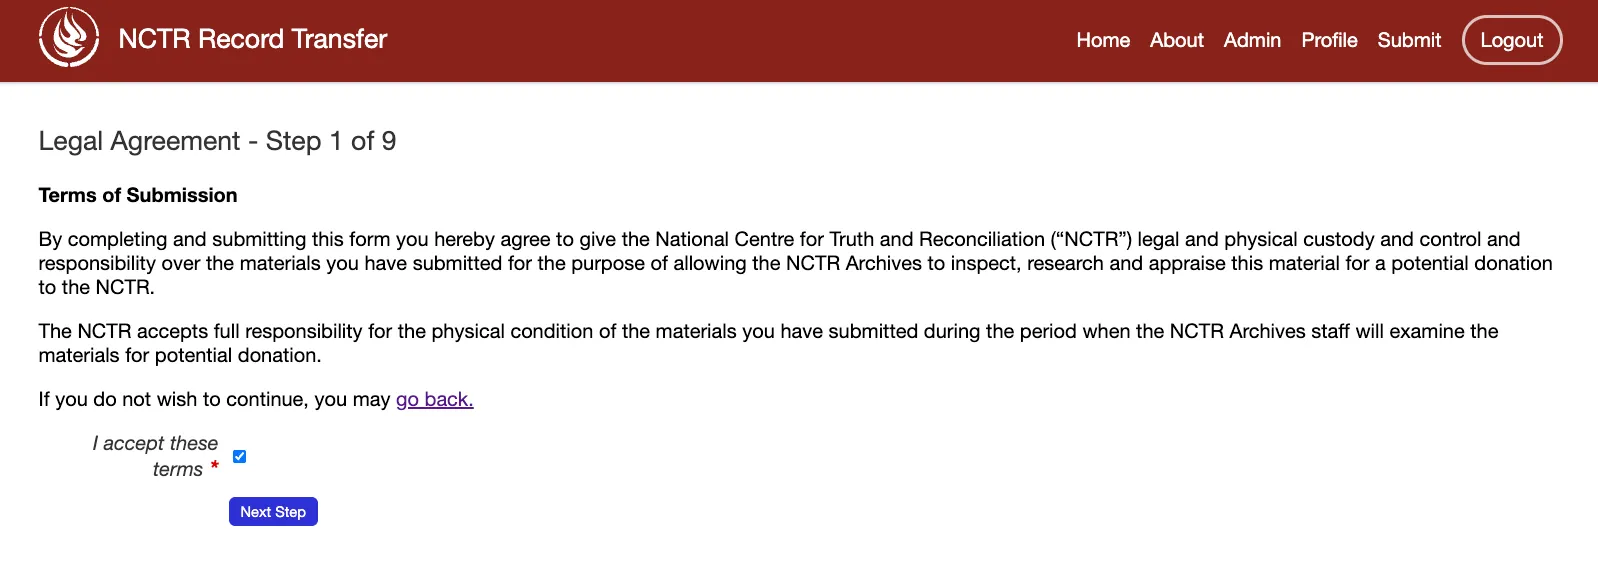 NCTR Record Transfer
Home About Admin Profile Submit Logout
Legal Agreement - Step 1 of 9
Terms of Submission
By completing and submitting this form you hereby agree to give the National Centre for Truth and Reconciliation (“NCTR”) legal and physical custody and control and
responsibility over the materials you have submitted for the purpose of allowing the NCTR Archives to inspect, research and appraise this material for a potential donation
to the NCTR.
The NCTR accepts full responsibility for the physical condition of the materials you have submitted during the period when the NCTR Archives staff will examine the
materials for potential donation.
If you do not wish to continue, you may go back.
I accept these
terms *
Next Step